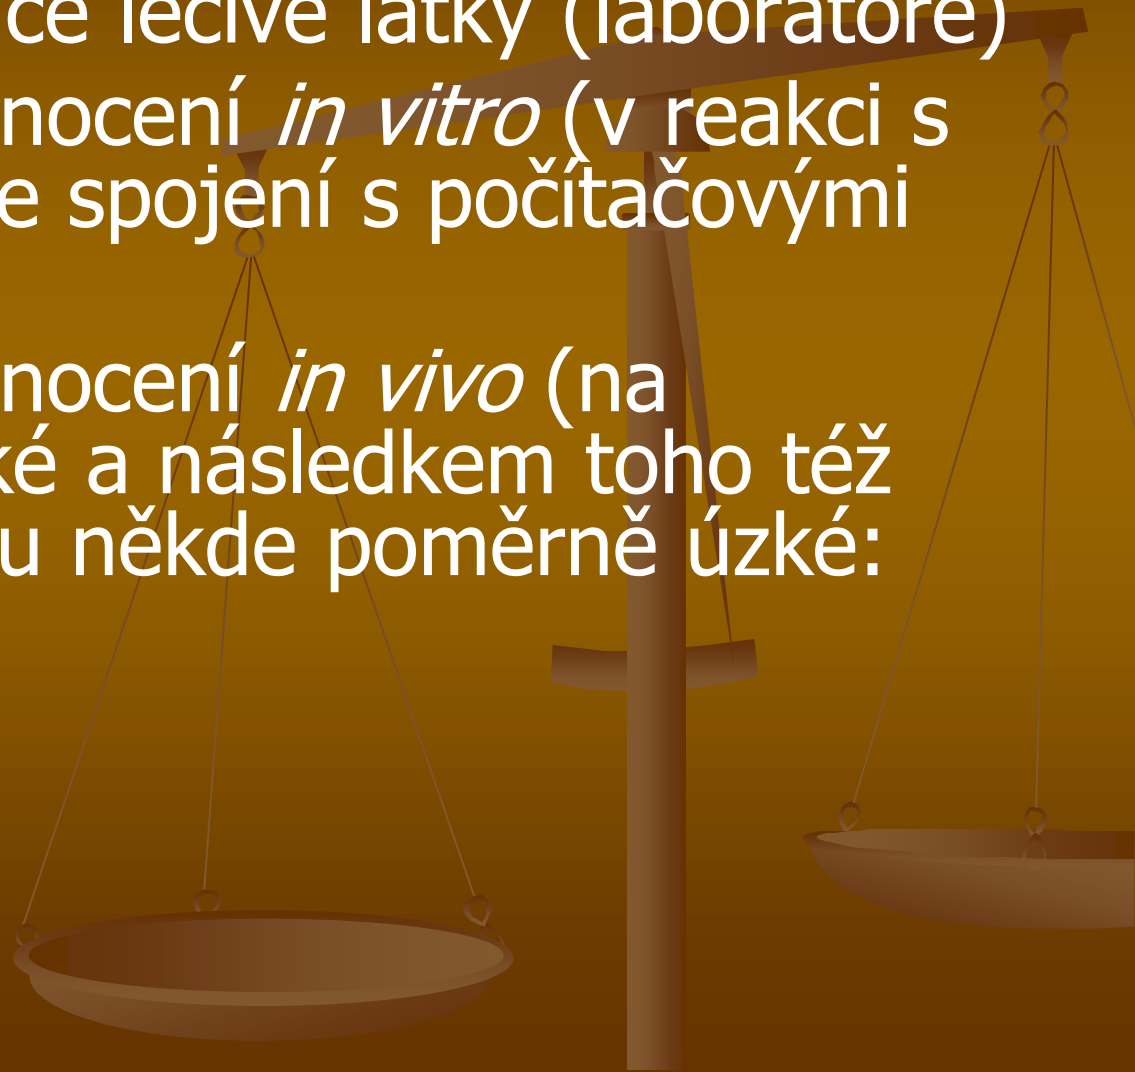 ce léčivé látky (laboratoře)
nocení in vitro (v reakci s
e spojení s počítačovými
nocení in vivo (na
ké a následkem toho též
u někde poměrně úzké: